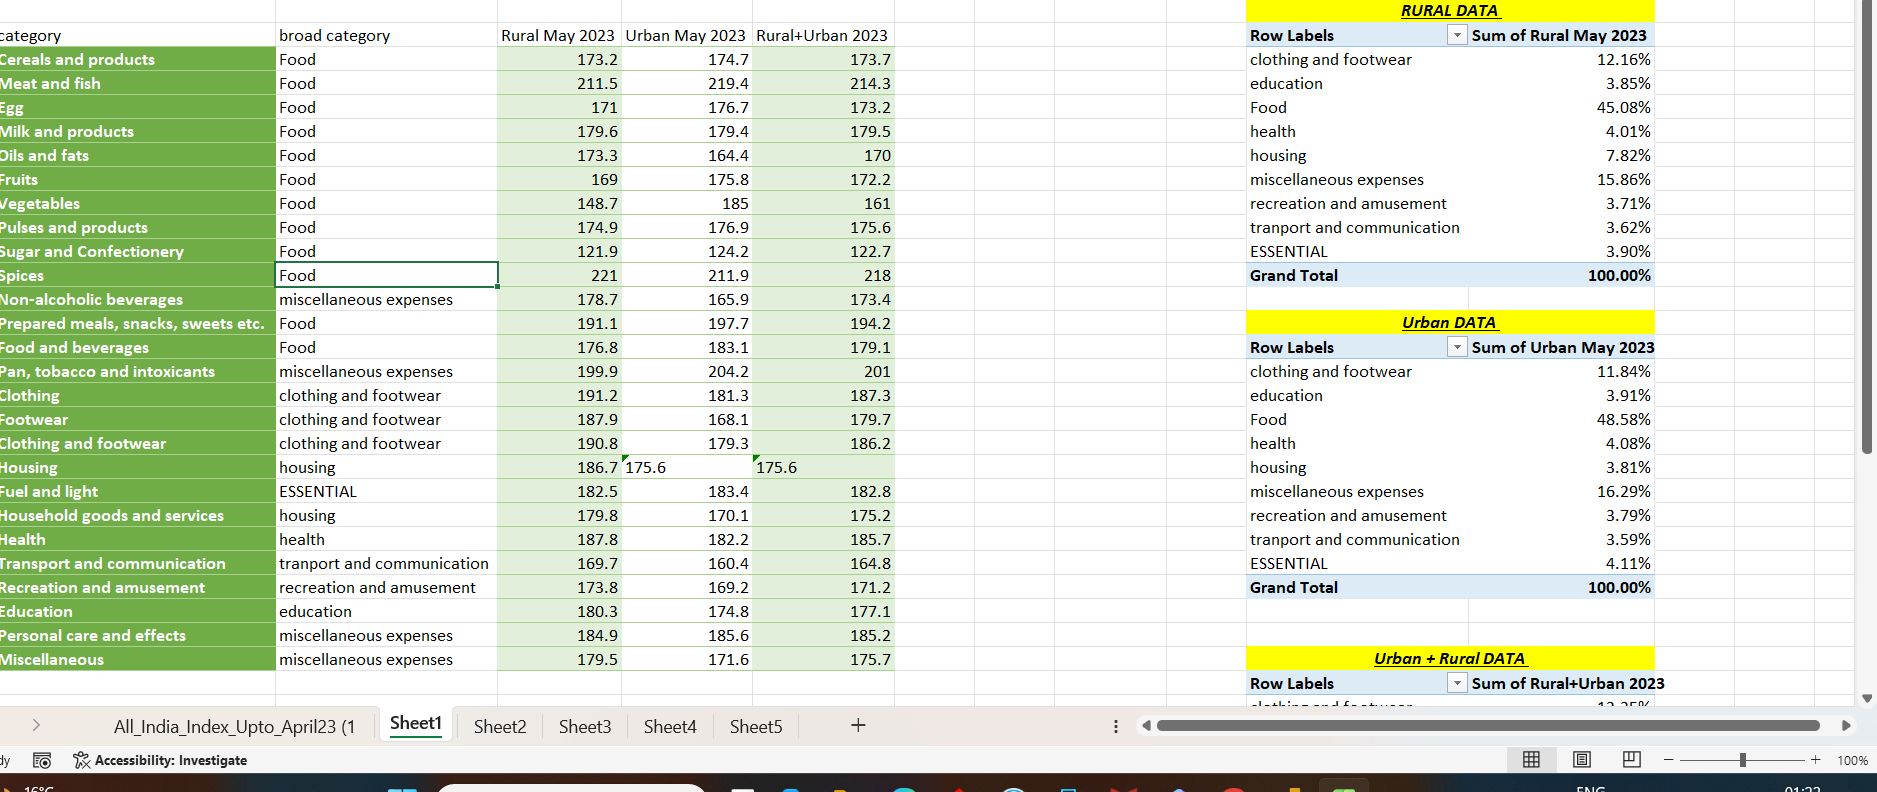 RURAL DATA
category broad category Rural May 2023 Urban May 2023 Rural+Urban 2023 Row Labels Sum of Rural May 2023
Cereals and products Food 173.2 174.7 173.7 clothing and footwear 12.16%
Meat and fish Food 211.5 219.4 214.3 education 3.85%
Egg Food 171 176.7 173.2 Food 45.08%
Milk and products Food 179.6 179.4 179.5 health 4.01%
Oils and fats Food 173.3 164.4 170 housing 7.82%
Fruits Food 169 175.8 172.2 miscellaneous expenses 15.86%
Vegetables Food 148.7 185 161 recreation and amusement 3.71%
Pulses and products Food 174.9 176.9 175.6 tranport and communication 3.62%
Sugar and Confectionery Food 121.9 124.2 122.7 ESSENTIAL 3.90%
Spices Food 221 211.9 218 Grand Total 100.00%
Non-alcoholic beverages miscellaneous expenses 178.7 165.9 173.4
Prepared meals, snacks, sweets etc. Food 191.1 197.7 194.2 Urban DATA
Food and beverages Food 176.8 183.1 179.1 Row Labels Sum of Urban May 2023
Pan, tobacco and intoxicants miscellaneous expenses 199.9 204.2 201 clothing and footwear 11.84%
Clothing clothing and footwear 191.2 181.3 187.3 education 3.91%
Footwear clothing and footwear 187.9 168.1 179.7 Food 48.58%
Clothing and footwear clothing and footwear 190.8 179.3 186.2 health 4.08%
Housing housing 186.7 175.6 175.6 housing 3.81%
Fuel and light ESSENTIAL 182.5 183.4 182.8 miscellaneous expenses 16.29%
Household goods and services housing 179.8 170.1 175.2 recreation and amusement 3.79%
Health health 187.8 182.2 185.7 tranport and communication 3.59%
Transport and communication tranport and communication 169.7 160.4 164.8 ESSENTIAL 4.11%
Recreation and amusement recreation and amusement 173.8 169.2 171.2 Grand Total 100.00%
Education education 180.3 174.8 177.1
Personal care and effects miscellaneous expenses 184.9 185.6 185.2
Miscellaneous miscellaneous expenses 179.5 171.6 175.7 Urban + Rural DATA
Row Labels Sum of Rural+Urban 2023
All_India_Index_Upto_April23 (1 Sheet1 Sheet2 Sheet3 Sheet4 Sheet5
Accessibility: Investigate 100%